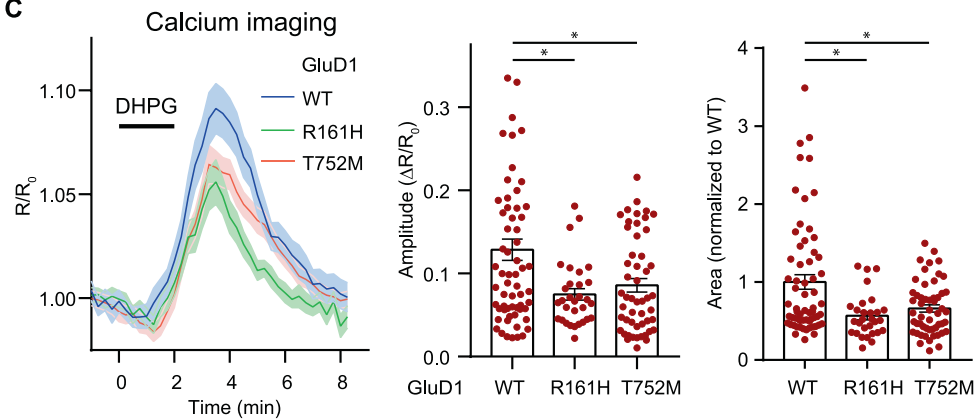 C
Calcium imaging
GluD1
WT
R161H
T752M
DHPG
1.10
1.05
1.00
R/R0
0 2 4 6 8
Time (min)
* *
0.3
0.2
0.1
0.0
Amplitude (ΔR/R0)
GluD1 WT R161H T752M
* *
4
3
2
1
0
Area (normalized to WT)
WT R161H T752M